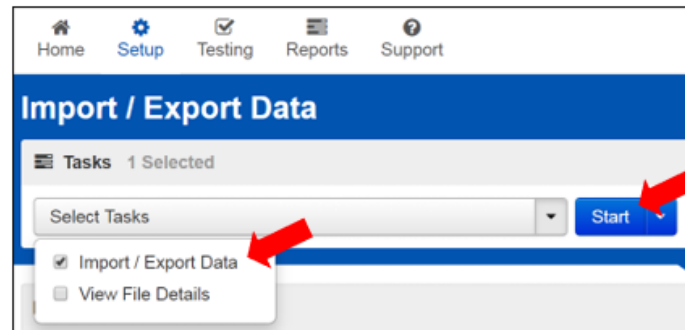 Home Setup Testing Reports Support
Import / Export Data
Tasks 1 Selected
Select Tasks Start
Import / Export Data
View File Details